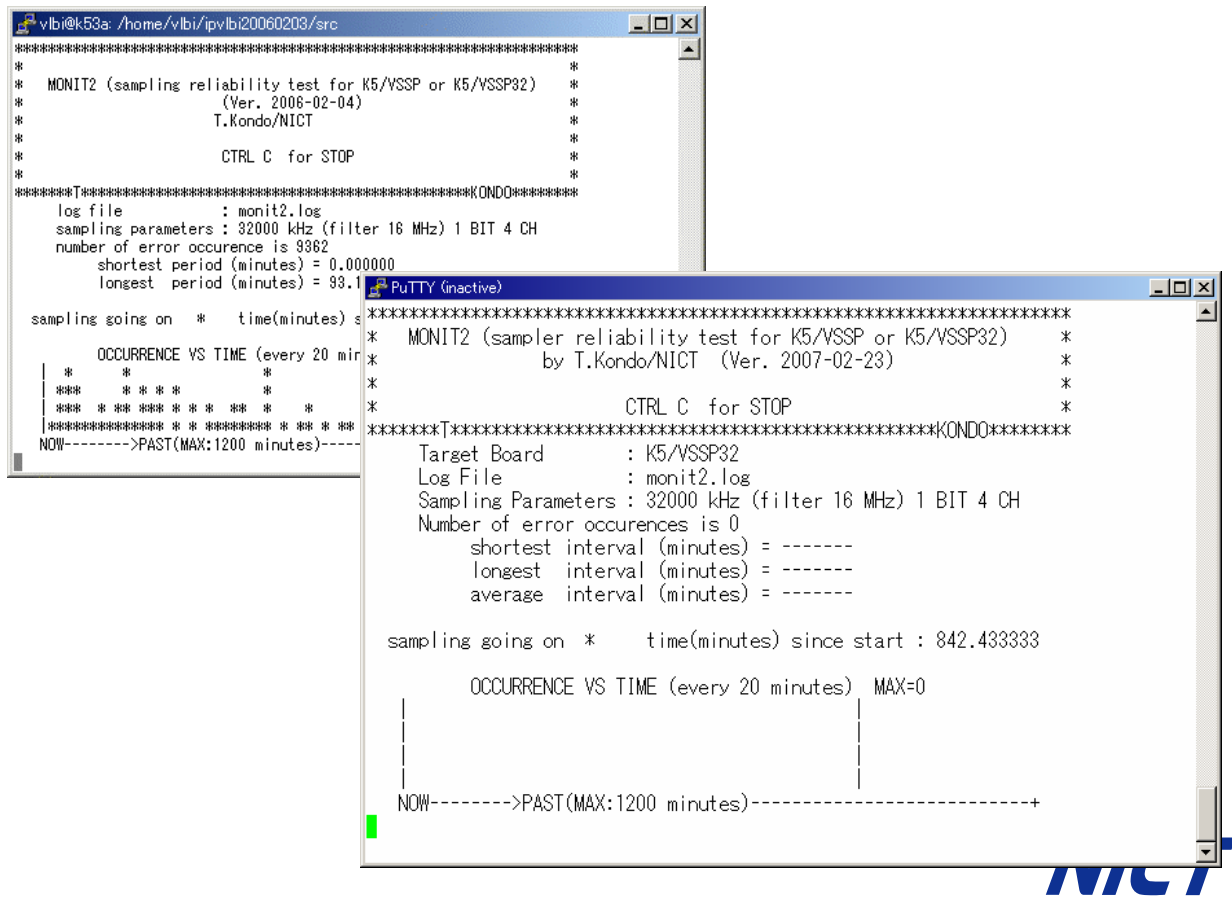 vlbi@k53a: /home/vlbi/ipvlbi20060203/src
******************************************************************
* *
* MONIT2 (sampling reliability test for K5/VSSP or K5/VSSP32) *
* (Ver. 2006-02-04) *
* T.Kondo/NICT *
* *
* CTRL C for STOP *
* *
*******T***********************************************KONDO********
log file : monit2.log
sampling parameters : 32000 kHz (filter 16 MHz) 1 BIT 4 CH
number of error occurence is 9362
shortest period (minutes) = 0.000000
longest period (minutes) = 93.1
sampling going on * time(minutes) s
OCCURRENCE VS TIME (every 20 min
| * * *
| *** * * * * *
| *** * ** *** * * * ** * *
|************** * * ******** * ** * **
NOW-------->PAST(MAX:1200 minutes)-----
PuTTY (inactive)
********************************************************************
* MONIT2 (sampler reliability test for K5/VSSP or K5/VSSP32) *
* by T.Kondo/NICT (Ver. 2007-02-23) *
* *
* CTRL C for STOP *
*******T***********************************************KONDO********
Target Board : K5/VSSP32
Log File : monit2.log
Sampling Parameters : 32000 kHz (filter 16 MHz) 1 BIT 4 CH
Number of error occurences is 0
shortest interval (minutes) = -------
longest interval (minutes) = -------
average interval (minutes) = -------
sampling going on * time(minutes) since start : 842.433333
OCCURRENCE VS TIME (every 20 minutes) MAX=0
| |
| |
| |
| |
NOW-------->PAST(MAX:1200 minutes)---------------------------+
NICT